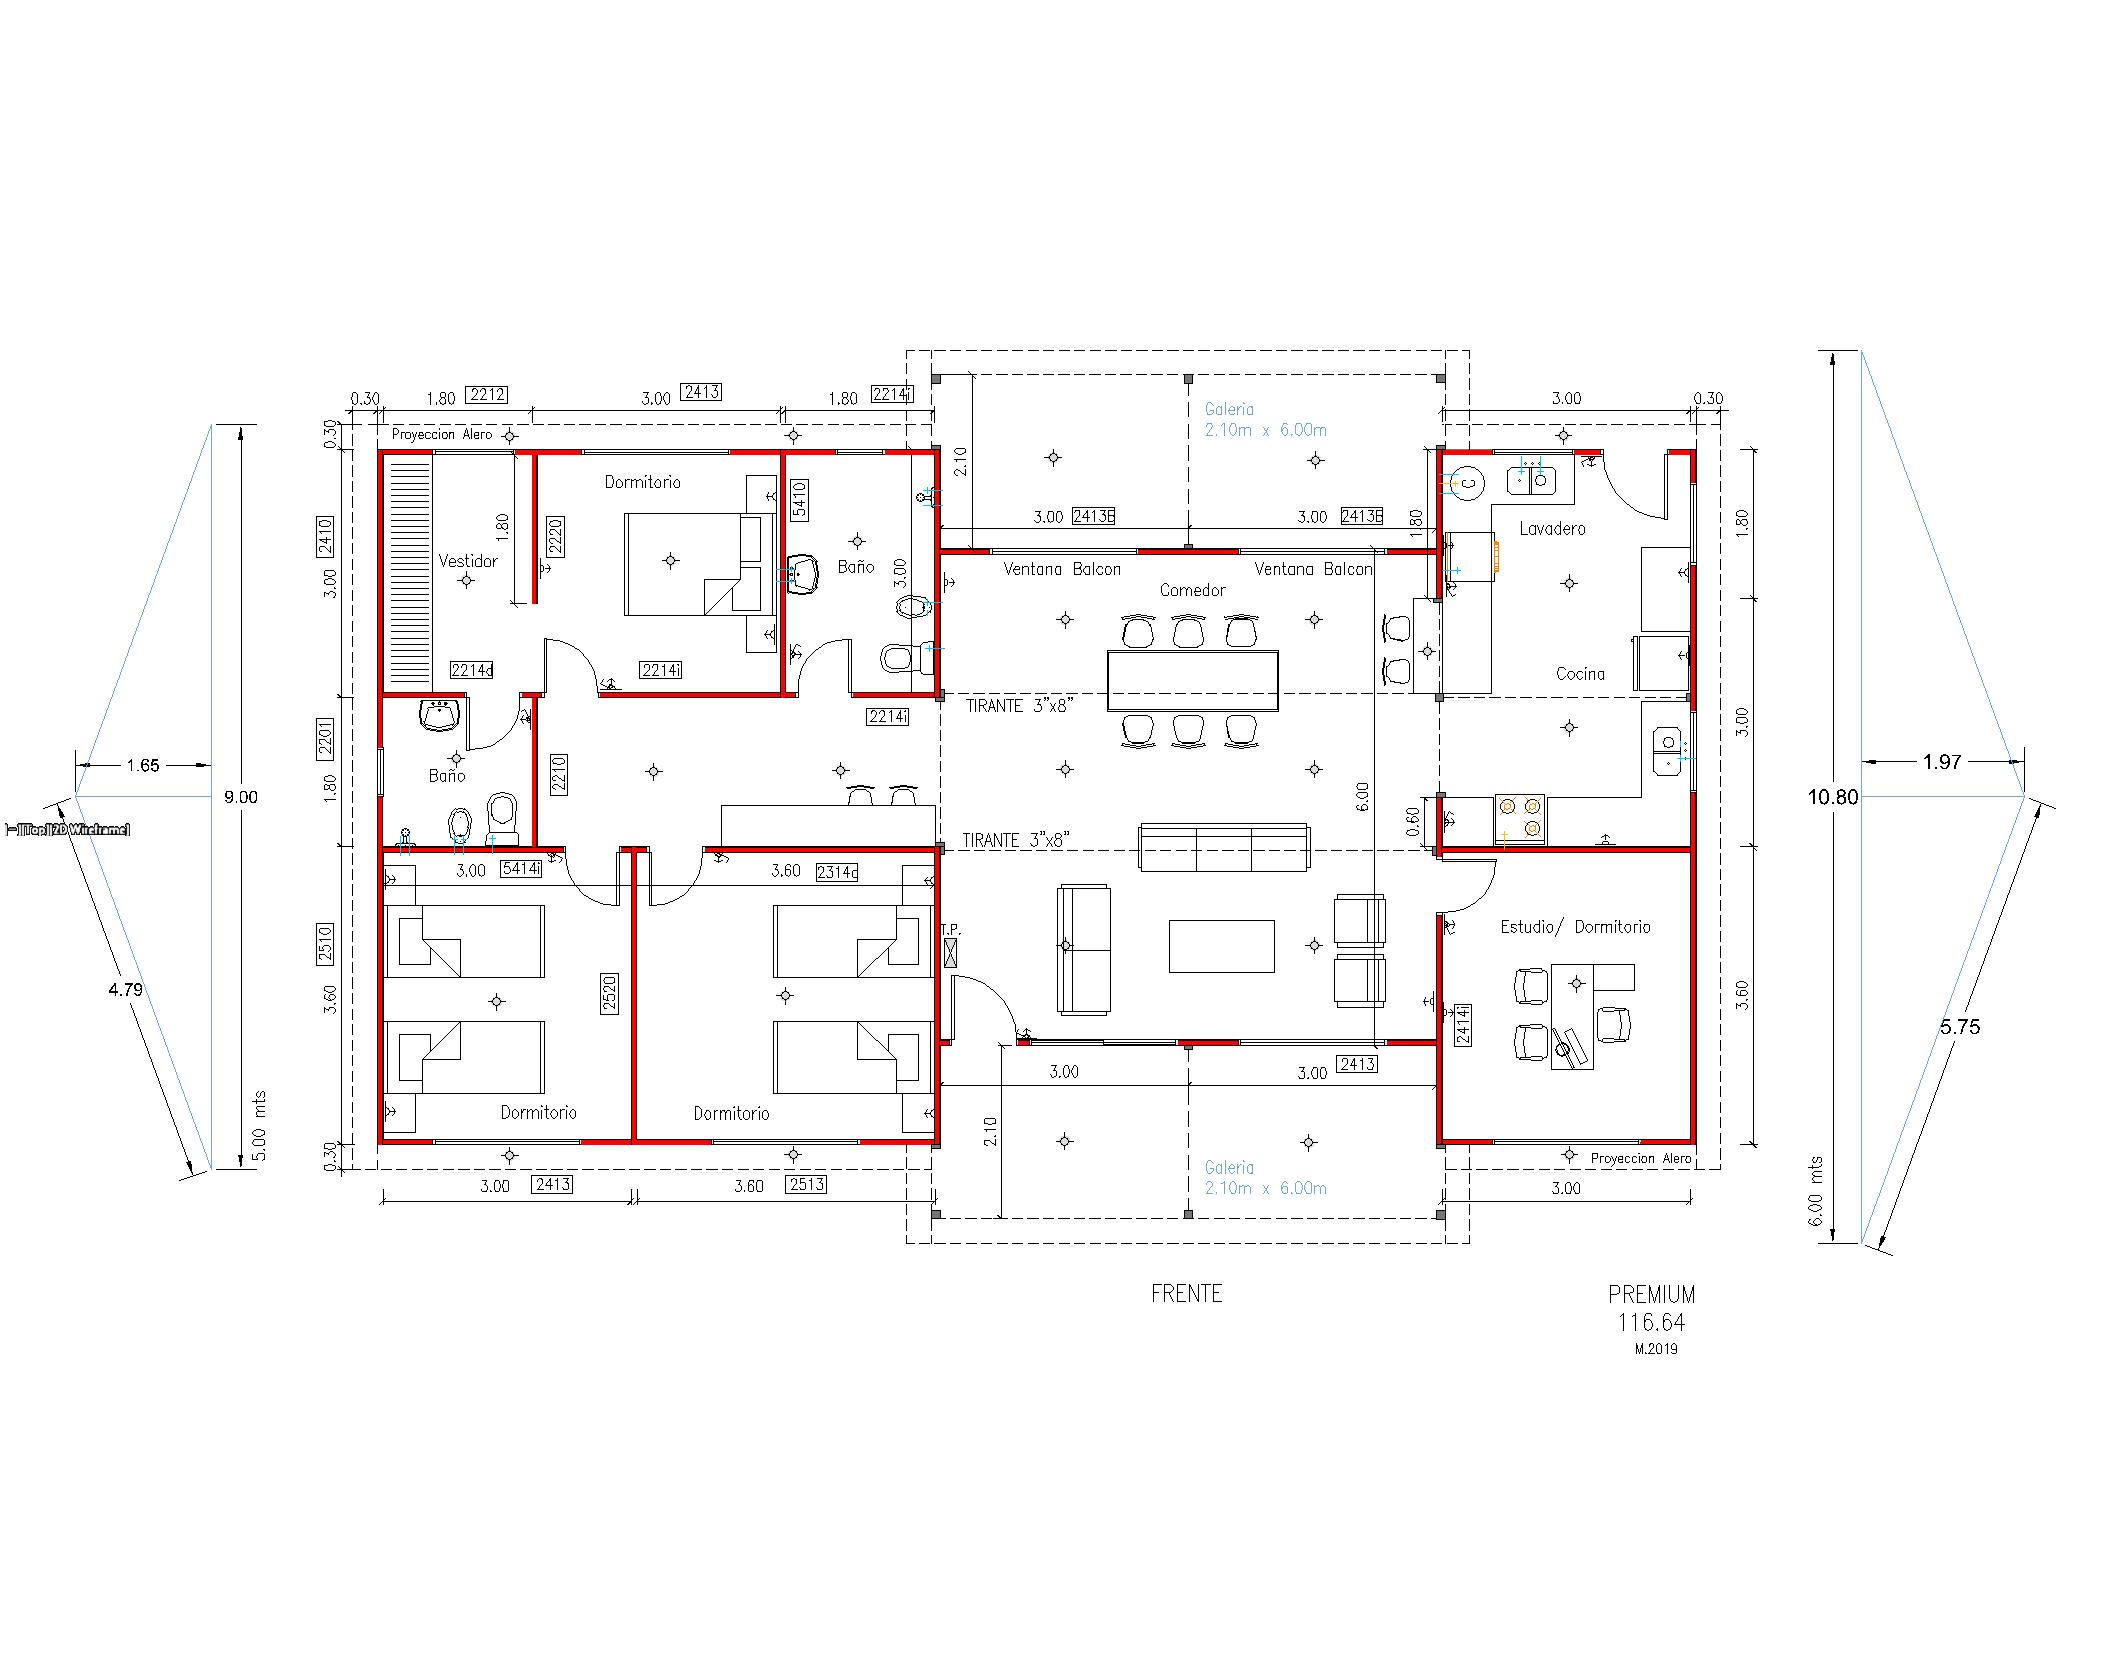 0.30
1.80
2212
3.00
2413
1.80
2214i
3.00
0.30
Galeria
2.10m x 6.00m
0.30
Proyeccion Alero
2.10
Dormitorio
5410
3.00
2413B
3.00
2413B
1.80
C
Lavadero
1.80
2410
3.00
1.80
2220
Vestidor
Baño
3.00
Ventana Balcon
Ventana Balcon
Comedor
2214d
2214i
Cocina
TIRANTE 3"x8"
2214i
2201
1.80
3.00
1.65
9.00
Baño
2210
6.00
10.80
1.97
[-][Top][2D Wireframe]
TIRANTE 3"x8"
0.60
3.00
5414i
3.60
2314c
T.P.
Estudio/ Dormitorio
2510
3.60
4.79
2520
2414i
3.60
5.75
3.00
3.00
2413
Dormitorio
Dormitorio
5.00 mts
0.30
2.10
Proyeccion Alero
Galeria
2.10m x 6.00m
3.00
2413
3.60
2513
3.00
6.00 mts
FRENTE
PREMIUM
116.64
M.2019